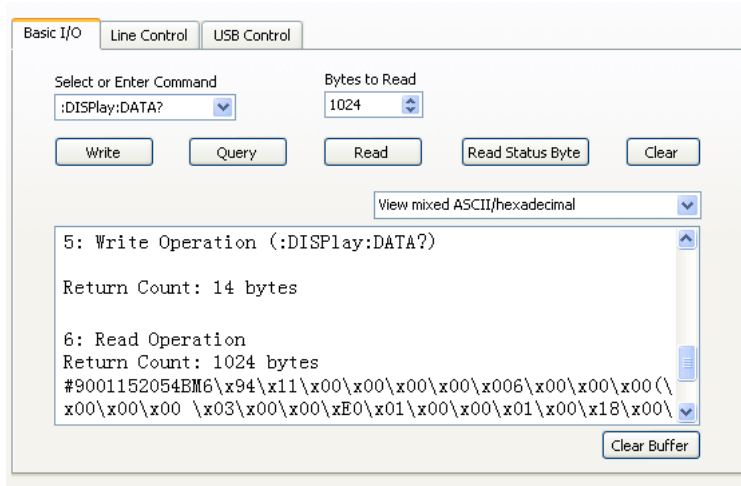 Basic I/O Line Control USB Control
Select or Enter Command Bytes to Read
:DISPlay:DATA? 1024
Write Query Read Read Status Byte Clear
View mixed ASCII/hexadecimal
5: Write Operation (:DISPlay:DATA?)
Return Count: 14 bytes
6: Read Operation
Return Count: 1024 bytes
#9001152054BM6\x94\x11\x00\x00\x00\x00\x006\x00\x00\x00(\
x00\x00\x00 \x03\x00\x00\xE0\x01\x00\x00\x01\x00\x18\x00\
Clear Buffer